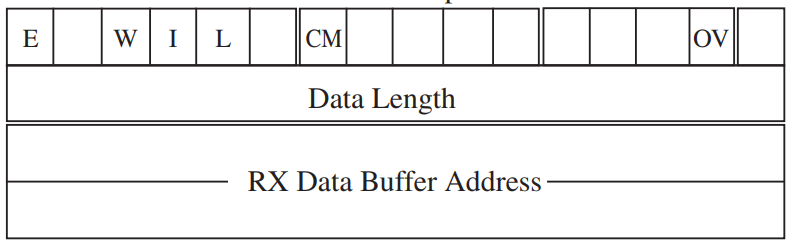 E W I L CM OV
Data Length
RX Data Buffer Address